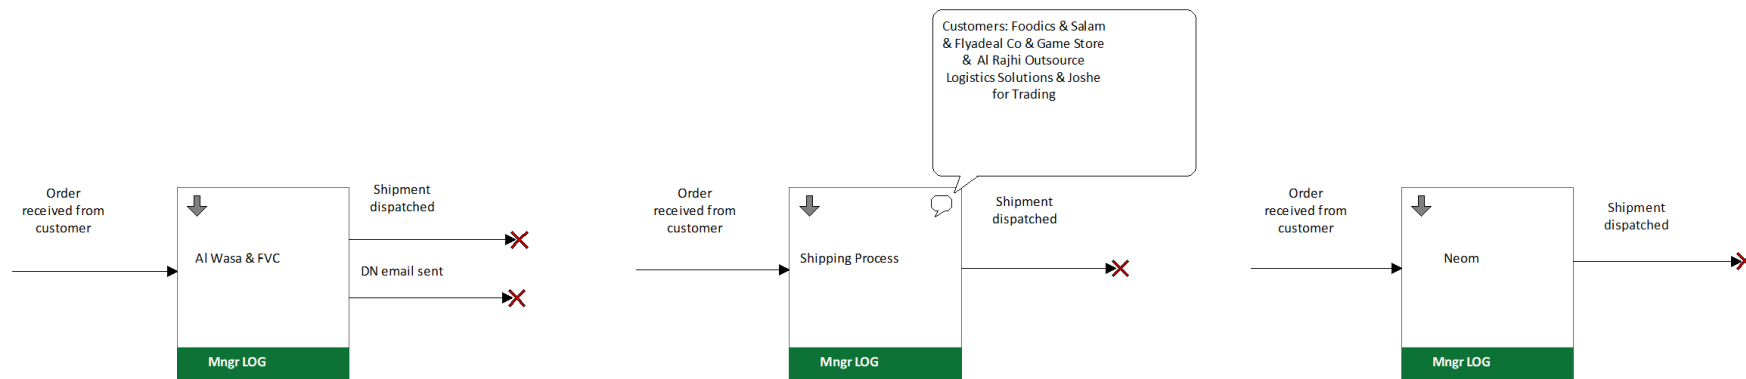 Customers: Foodics & Salam
& Flyadeal Co & Game Store
& Al Rajhi Outsource
Logistics Solutions & Joshe
for Trading
Order
received from
customer
Shipment
dispatched
Al Wasa & FVC
DN email sent
Mngr LOG
Order
received from
customer
Shipment
dispatched
Shipping Process
Mngr LOG
Order
received from
customer
Shipment
dispatched
Neom
Mngr LOG